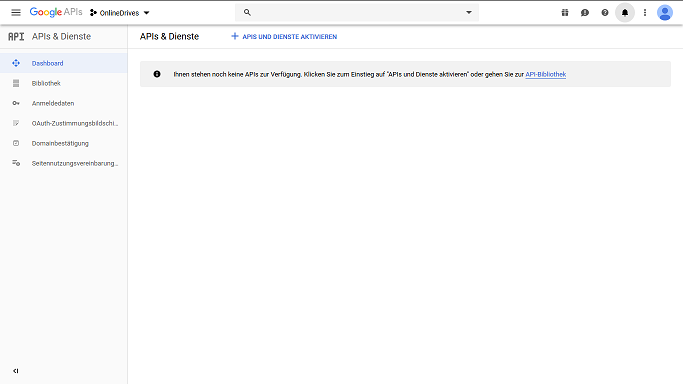 Google APIs
OnlineDrives
API APIs & Dienste
APIs & Dienste
APIS UND DIENSTE AKTIVIEREN
Dashboard
Ihnen stehen noch keine APIs zur Verfügung. Klicken Sie zum Einstieg auf "APIs und Dienste aktivieren" oder gehen Sie zur API-Bibliothek
Bibliothek
Anmeldedaten
OAuth-Zustimmungsbildschi...
Domainbestätigung
Seitennutzungsvereinbarung...